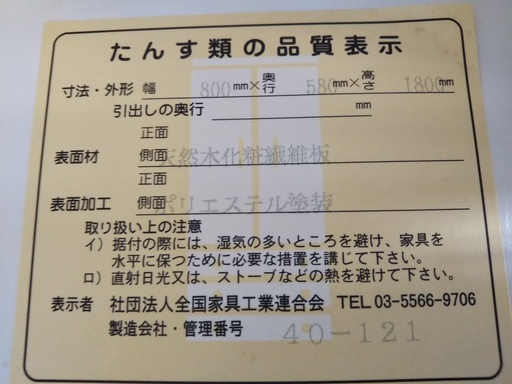 たんす類の品質表示
寸法・外形 幅 800mm×奥行 580mm×高さ 1800mm
引出しの奥行 mm
正面
表面材 側面 天然木化粧繊維板
正面
表面加工 側面 ポリエステル塗装
取り扱い上の注意
イ）据付の際には、湿気の多いところを避け、家具を
水平に保つために必要な措置を講じて下さい。
ロ）直射日光又は、ストーブなどの熱を避けて下さい。
表示者 社団法人全国家具工業連合会 TEL 03-5566-9706
製造会社・管理番号 40-121